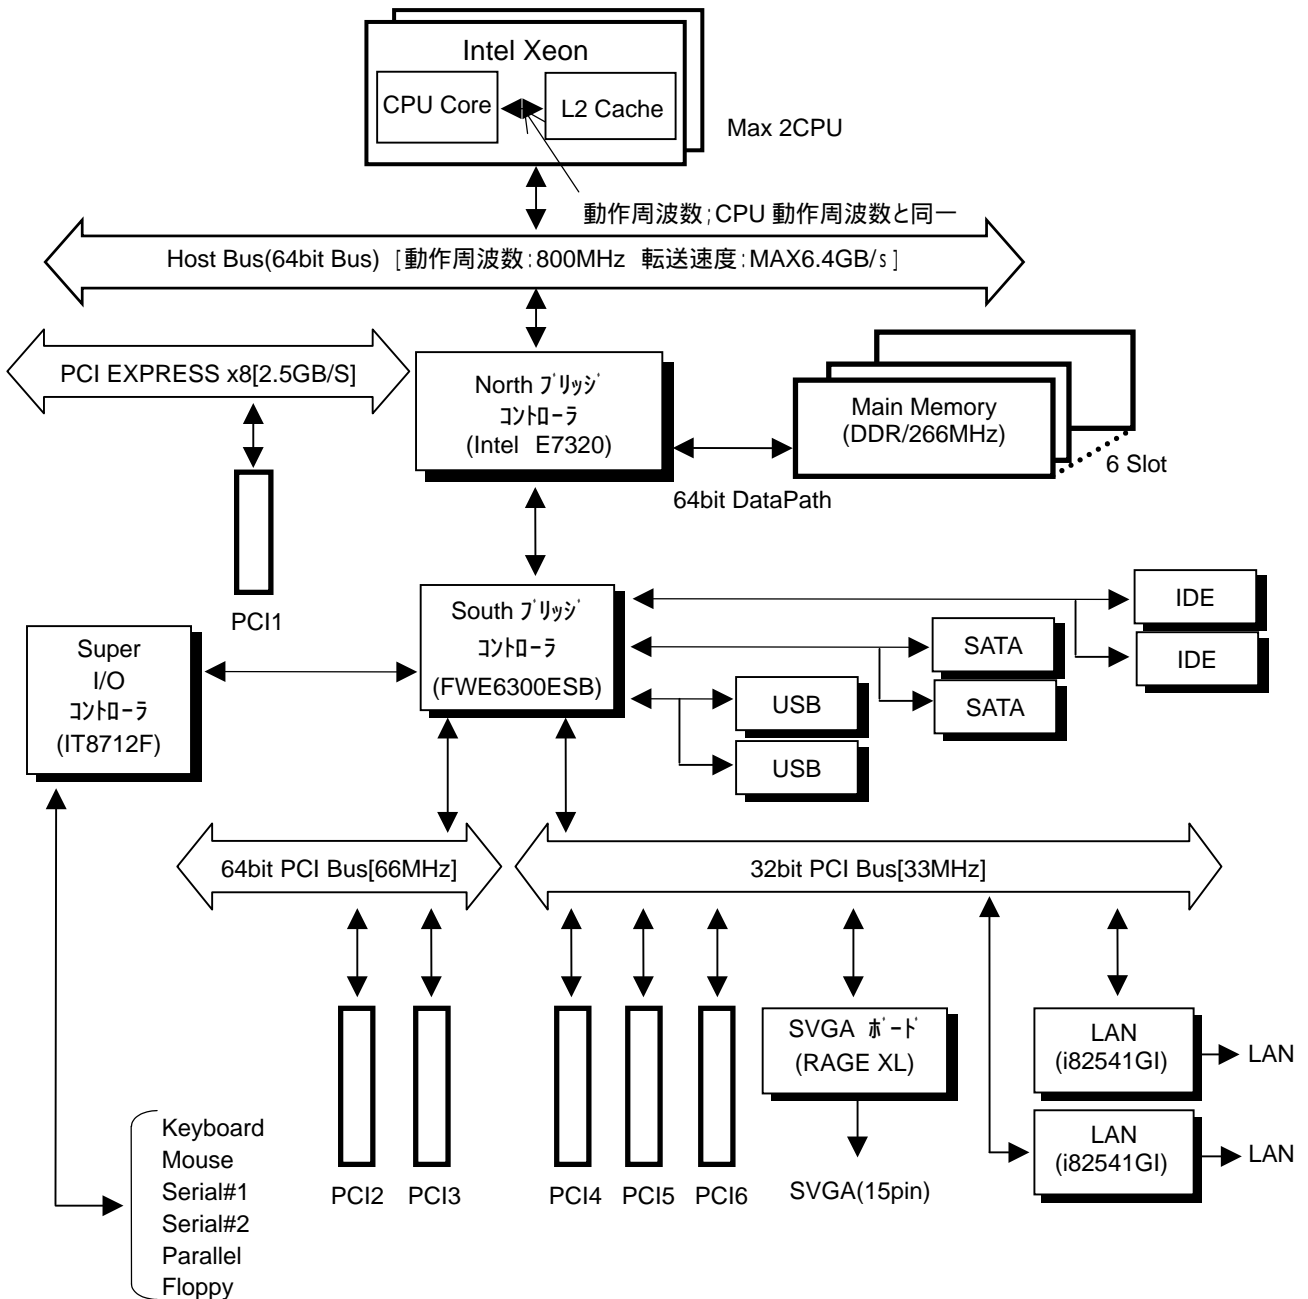 Intel Xeon
CPU Core
L2 Cache
Max 2CPU
動作周波数;CPU 動作周波数と同一
Host Bus(64bit Bus) [動作周波数:800MHz 転送速度:MAX6.4GB/s]
PCI EXPRESS x8[2.5GB/S]
North ﾌﾞﾘｯｼﾞ
ｺﾝﾄﾛｰﾗ
(Intel E7320)
Main Memory
(DDR/266MHz)
6 Slot
64bit DataPath
PCI1
South ﾌﾞﾘｯｼﾞ
ｺﾝﾄﾛｰﾗ
(FWE6300ESB)
IDE
IDE
SATA
SATA
USB
USB
Super
I/O
ｺﾝﾄﾛｰﾗ
(IT8712F)
64bit PCI Bus[66MHz]
32bit PCI Bus[33MHz]
PCI2
PCI3
PCI4
PCI5
PCI6
SVGA ﾎﾞｰﾄﾞ
(RAGE XL)
SVGA(15pin)
LAN
(i82541GI)
LAN
LAN
(i82541GI)
LAN
Keyboard
Mouse
Serial#1
Serial#2
Parallel
Floppy